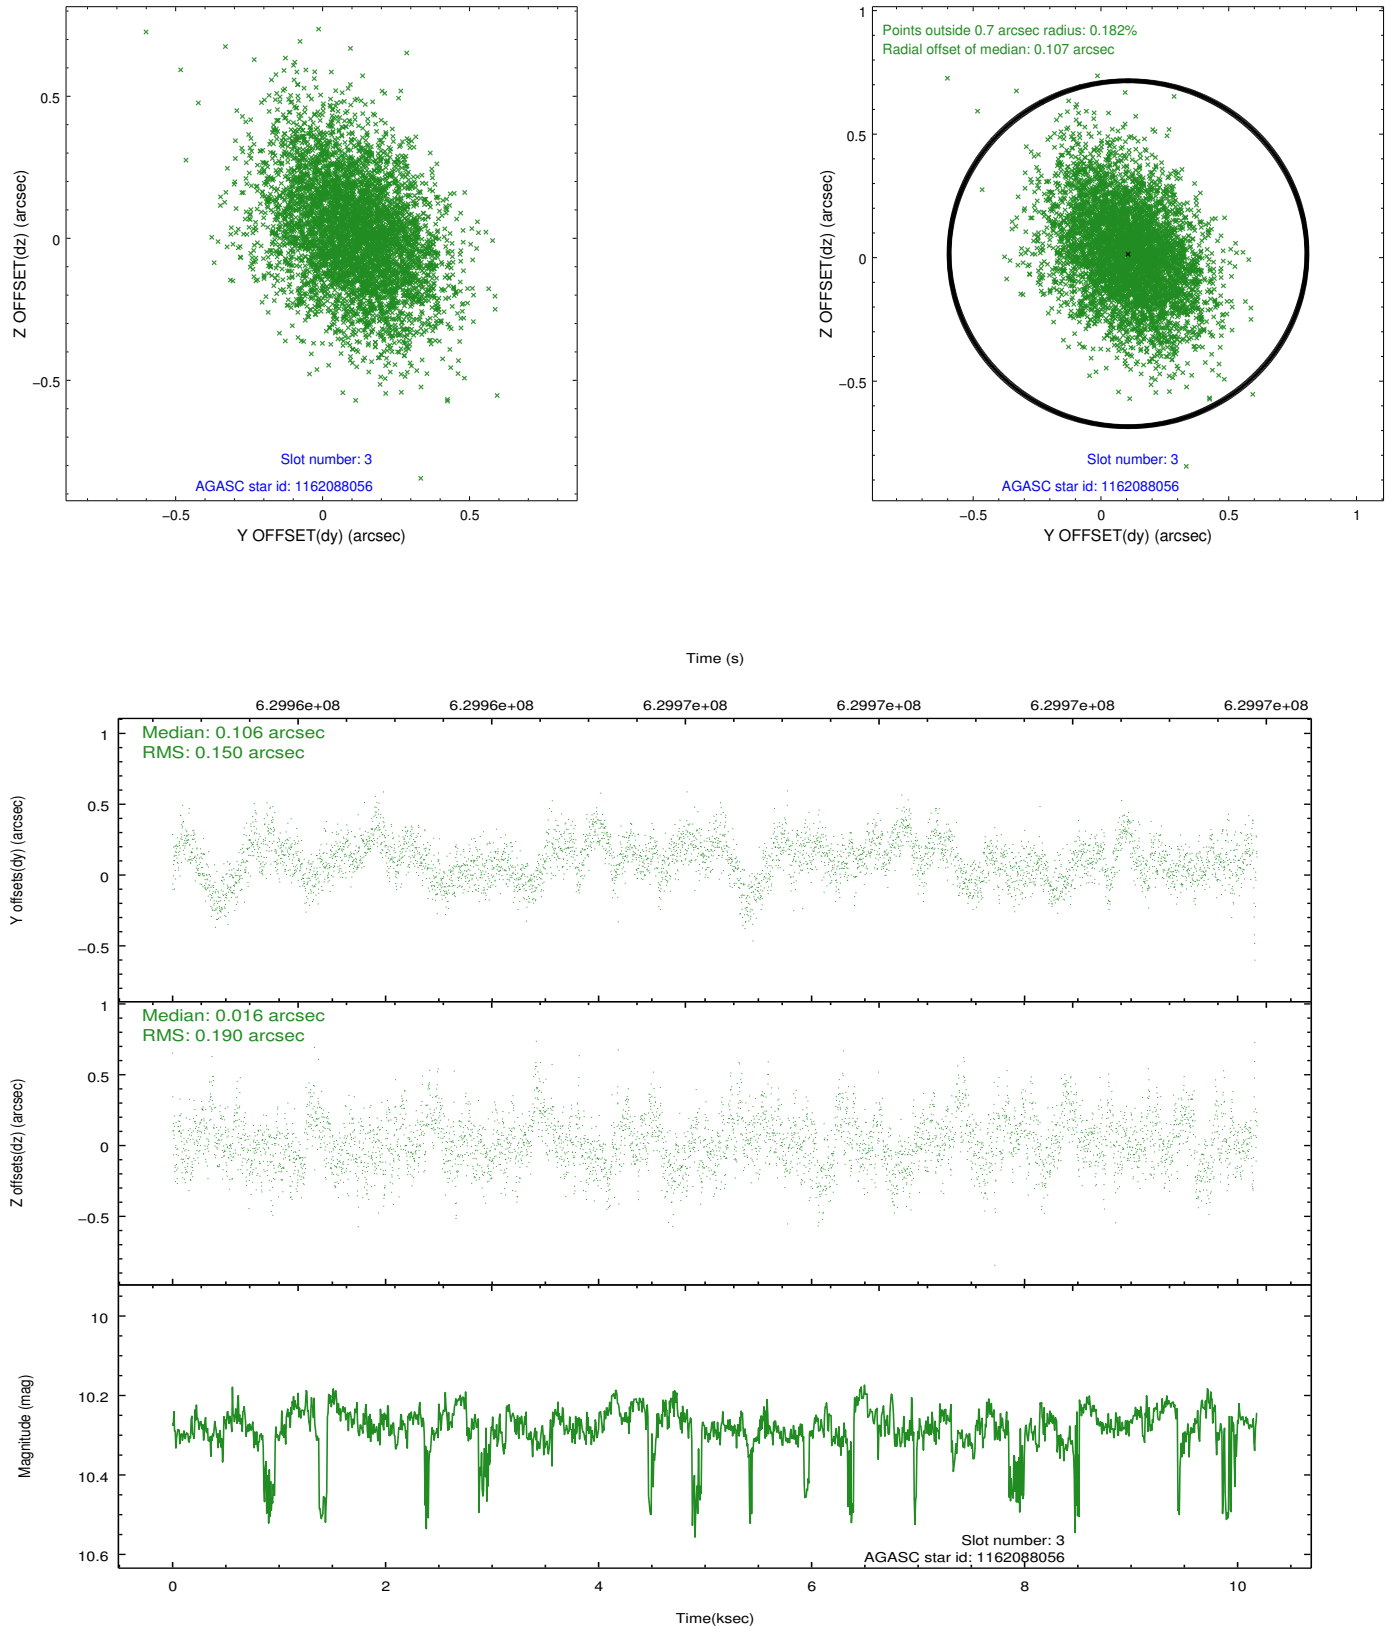 0.5
0
−0.5
Z OFFSET(dz) (arcsec)
Slot number: 3
AGASC star id: 1162088056
−0.5 0 0.5
Y OFFSET(dy) (arcsec)
Points outside 0.7 arcsec radius: 0.182%
Radial offset of median: 0.107 arcsec
1
0.5
0
−0.5
Z OFFSET(dz) (arcsec)
Slot number: 3
AGASC star id: 1162088056
−0.5 0 0.5 1
Y OFFSET(dy) (arcsec)
Time (s)
6.2996e+08 6.2996e+08 6.2997e+08 6.2997e+08 6.2997e+08 6.2997e+08
Median: 0.106 arcsec
RMS: 0.150 arcsec
1
0.5
0
−0.5
Y offsets(dy) (arcsec)
Median: 0.016 arcsec
RMS: 0.190 arcsec
1
0.5
0
−0.5
Z offsets(dz) (arcsec)
10
10.2
10.4
10.6
Magnitude (mag)
Slot number: 3
AGASC star id: 1162088056
0 2 4 6 8 10
Time(ksec)